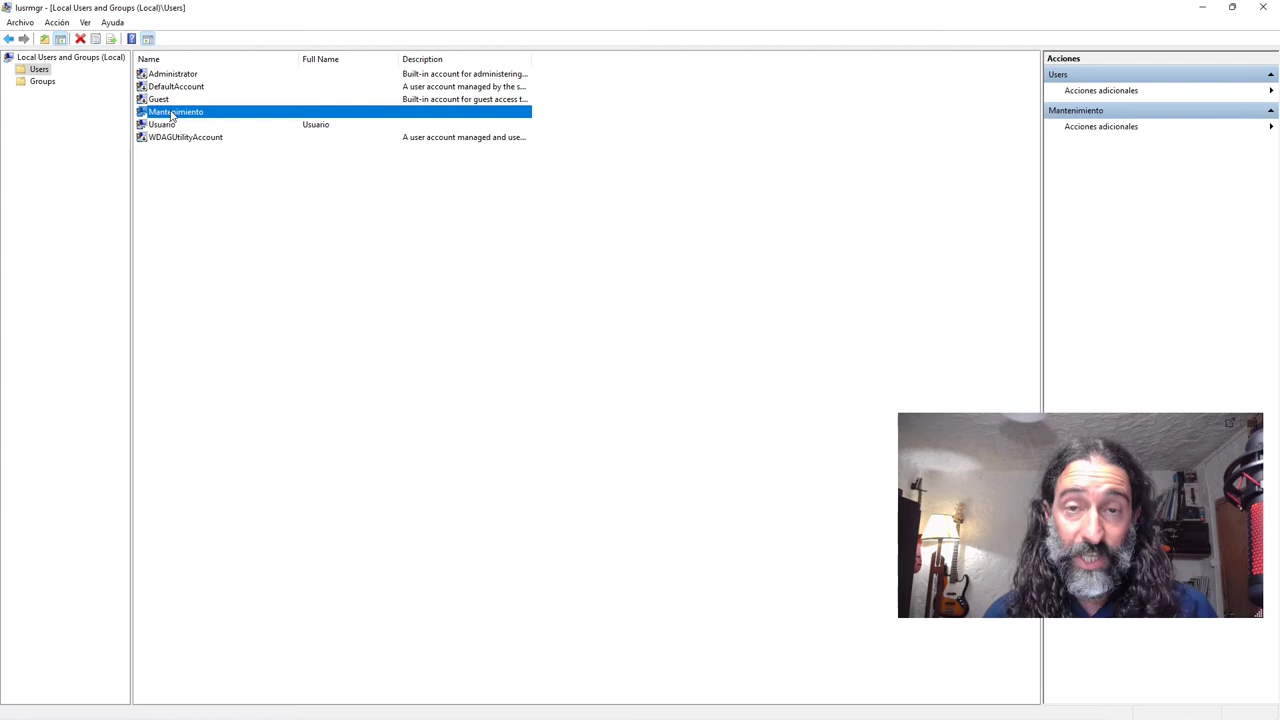 lusrmgr - [Local Users and Groups (Local)\Users]
Archivo Acción Ver Ayuda
Local Users and Groups (Local)
Users
Groups
Name Full Name Description
Administrator Built-in account for administering...
DefaultAccount A user account managed by the s...
Guest Built-in account for guest access t...
Mantenimiento
Usuario Usuario
WDAGUtilityAccount A user account managed and use...
Acciones
Users
Acciones adicionales
Mantenimiento
Acciones adicionales